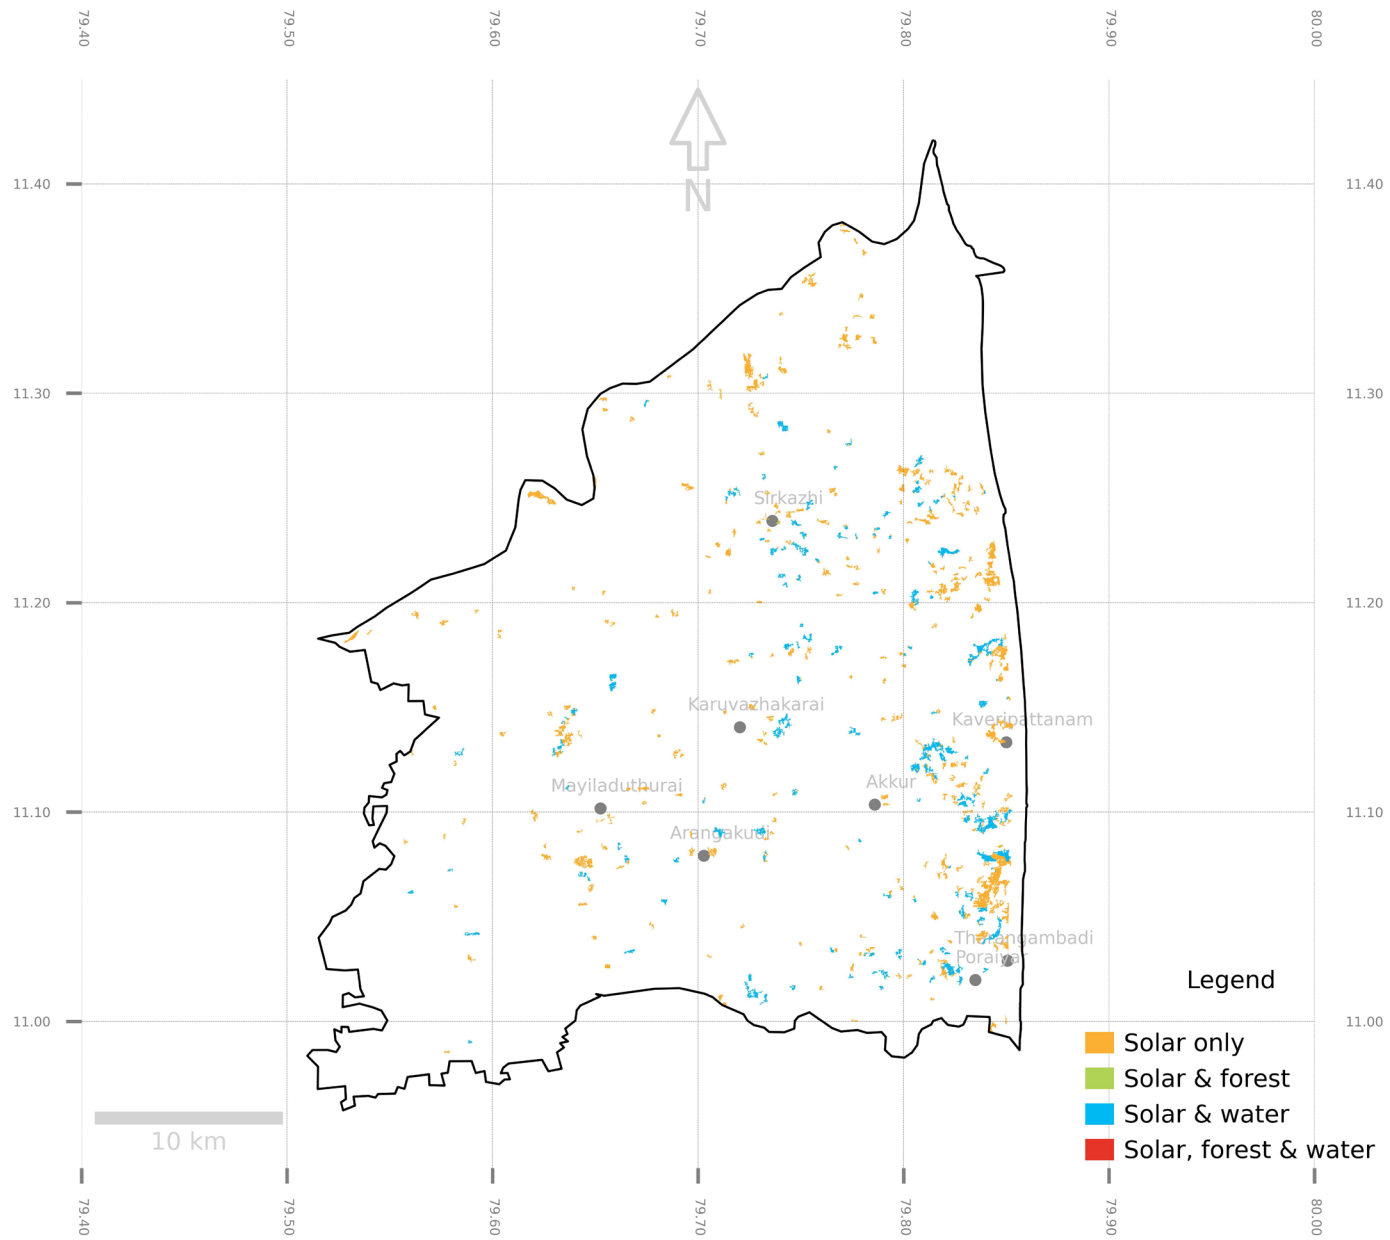 79.40 79.50 79.60 79.70 79.80 79.90 80.00
N
11.40 11.40
11.30 11.30
Sirkazhi
11.20 11.20
Karuvazhakarai
Kaveripattanam
Mayiladuthurai
Akkur
11.10 11.10
Arangakudi
Tharangambadi
Poraiyar
Legend
11.00 11.00
Solar only
Solar & forest
Solar & water
Solar, forest & water
10 km
79.40 79.50 79.60 79.70 79.80 79.90 80.00